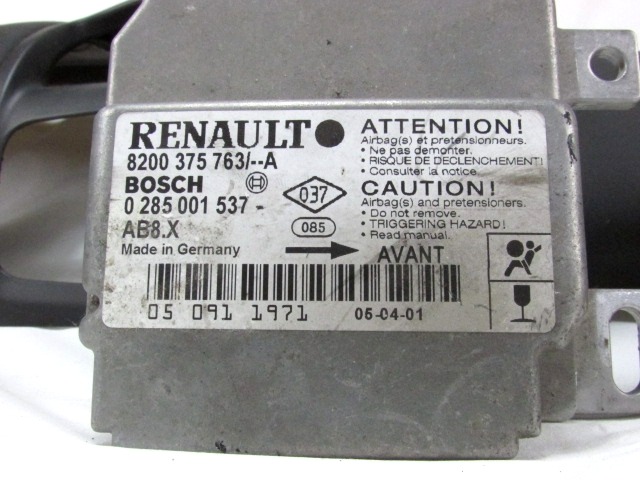 RENAULT
8200 375 763/--A
BOSCH
0 285 001 537 -
AB8.X
Made in Germany
037
085
ATTENTION!
Airbag(s) et pretensionneurs.
• Ne pas demonter.
• RISQUE DE DECLENCHEMENT!
• Consulter la notice.
CAUTION!
Airbag(s) and pretensioners.
• Do not remove.
• TRIGGERING HAZARD!
• Read manual.
AVANT
05 091 1971
05-04-01